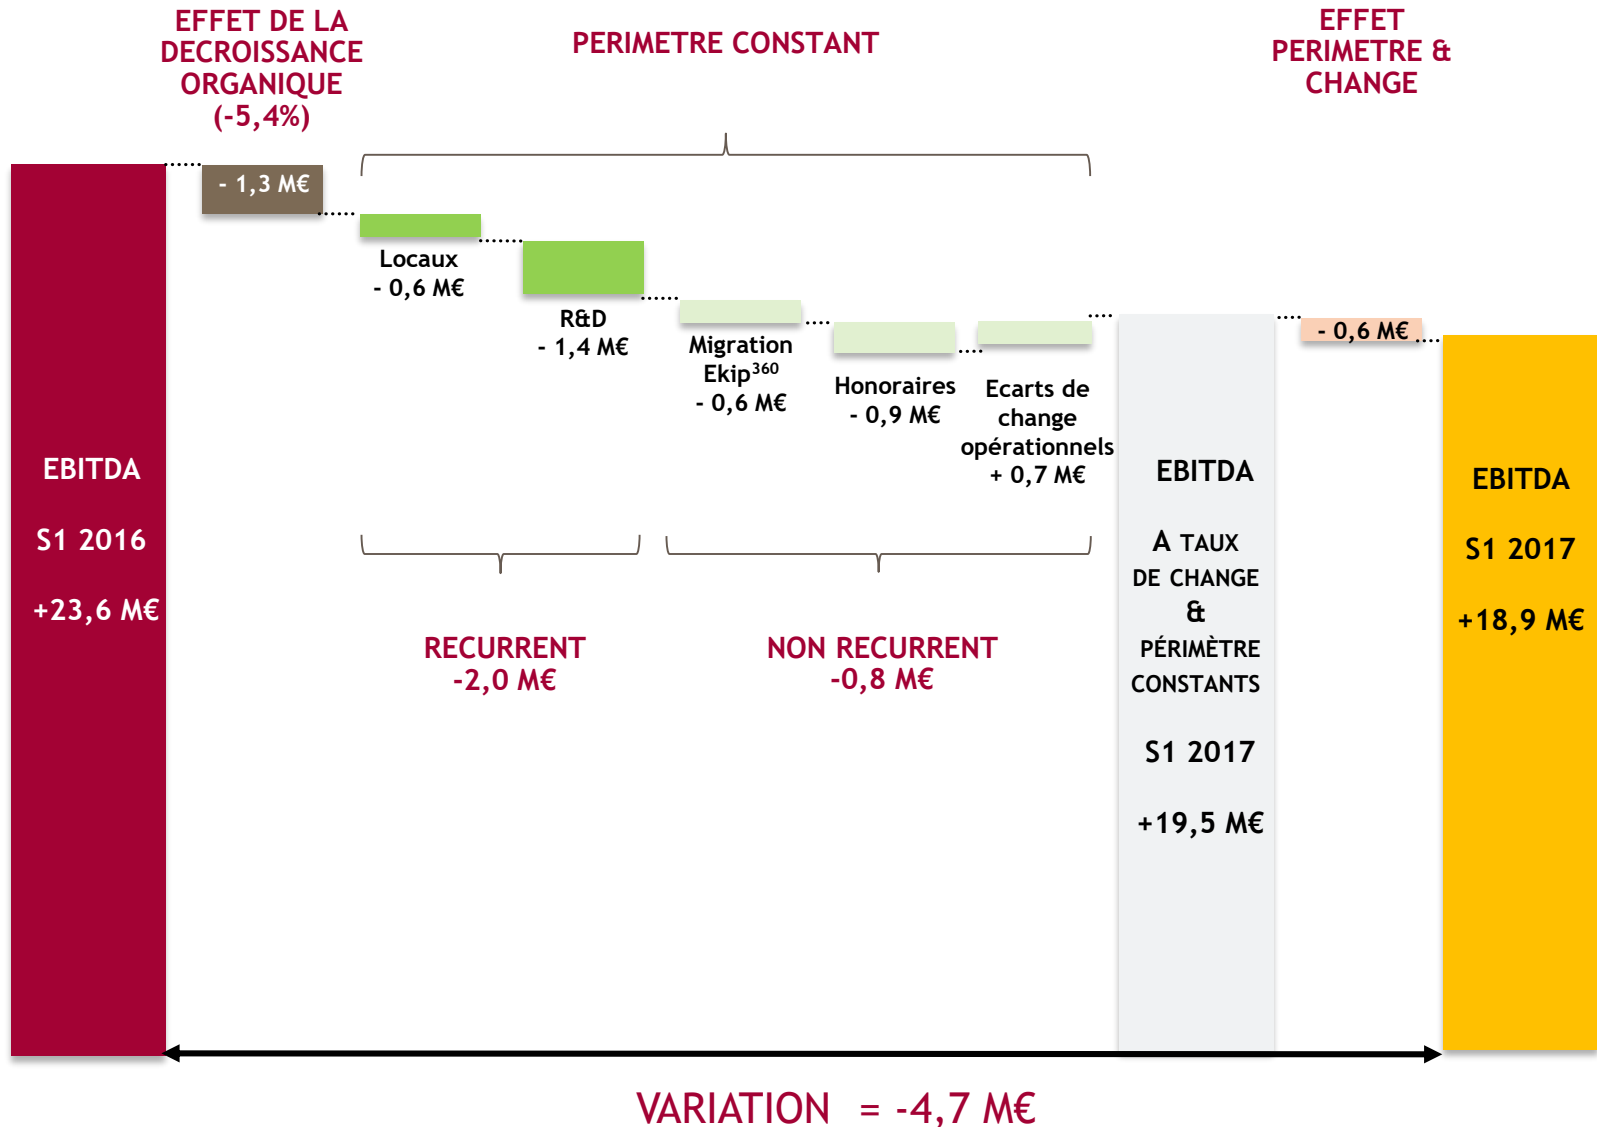 EFFET DE LA
DECROISSANCE
ORGANIQUE
(-5,4%)
PERIMETRE CONSTANT
EFFET
PERIMETRE &
CHANGE
- 1,3 M€
Locaux
- 0,6 M€
R&D
- 1,4 M€
Migration
Ekip³⁶⁰
- 0,6 M€
Honoraires
- 0,9 M€
Ecarts de
change
opérationnels
+ 0,7 M€
- 0,6 M€
EBITDA
S1 2016
+23,6 M€
RECURRENT
-2,0 M€
NON RECURRENT
-0,8 M€
EBITDA
A TAUX
DE CHANGE
&
PÉRIMÈTRE
CONSTANTS
S1 2017
+19,5 M€
EBITDA
S1 2017
+18,9 M€
VARIATION = -4,7 M€